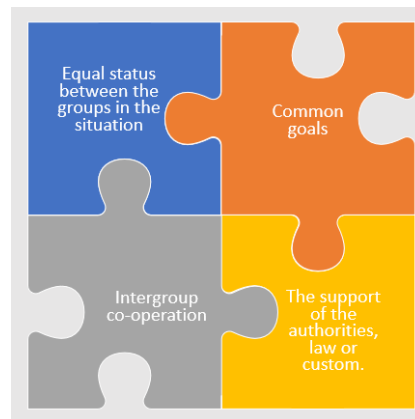 Equal status
between the
groups in the
situation
Common
goals
Intergroup
co-operation
The support
of the
authorities,
law or
custom.